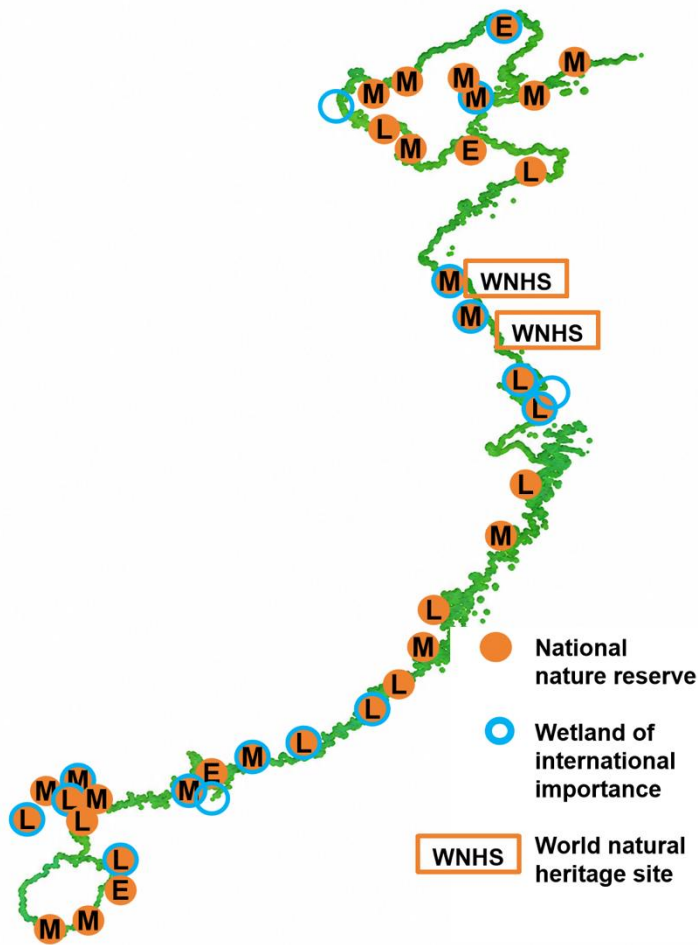 E
M
M
M
M
M
M
L
M
E
L
M WNHS
M
WNHS
L
L
L
M
L
M
L
L
L
M
E
M
M
M
L
M
L
L
L
E
M
M
National
nature reserve
Wetland of
international
importance
WNHS
World natural
heritage site